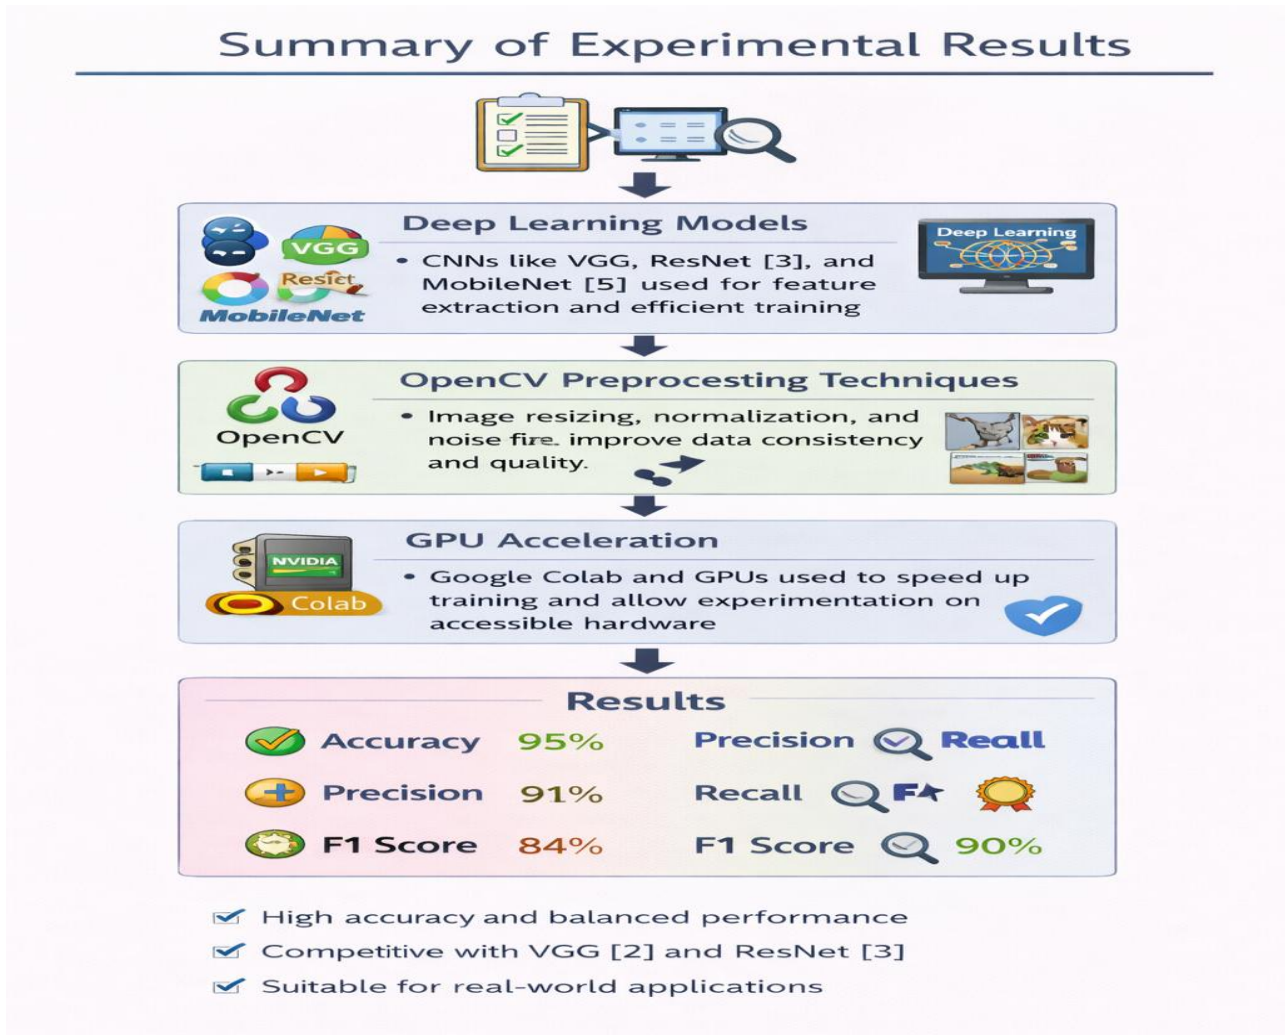 Summary of Experimental Results
Deep Learning Models
VGG
Resict
MobileNet
• CNNs like VGG, ResNet [3], and
MobileNet [5] used for feature
extraction and efficient training
Deep Learning
OpenCV Preprocesting Techniques
OpenCV
• Image resizing, normalization, and
noise fire. improve data consistency
and quality.
GPU Acceleration
NVIDIA
Colab
• Google Colab and GPUs used to speed up
training and allow experimentation on
accessible hardware
Results
Accuracy 95% Precision Reall
Precision 91% Recall F
F1 Score 84% F1 Score 90%
High accuracy and balanced performance
Competitive with VGG [2] and ResNet [3]
Suitable for real-world applications